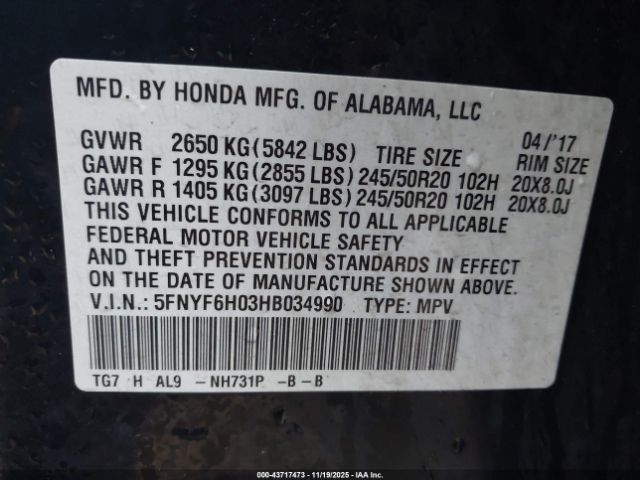 MFD. BY HONDA MFG. OF ALABAMA, LLC
04/'17
GVWR 2650 KG(5842 LBS) TIRE SIZE RIM SIZE
GAWR F 1295 KG(2855 LBS) 245/50R20 102H 20X8.0J
GAWR R 1405 KG(3097 LBS) 245/50R20 102H 20X8.0J
THIS VEHICLE CONFORMS TO ALL APPLICABLE
FEDERAL MOTOR VEHICLE SAFETY
AND THEFT PREVENTION STANDARDS IN EFFECT
ON THE DATE OF MANUFACTURE SHOWN ABOVE.
V.I.N.: 5FNYF6H03HB034990 TYPE: MPV
TG7 H AL9 -NH731P -B-B
000-43717473 - 11/19/2025 - IAA, Inc.